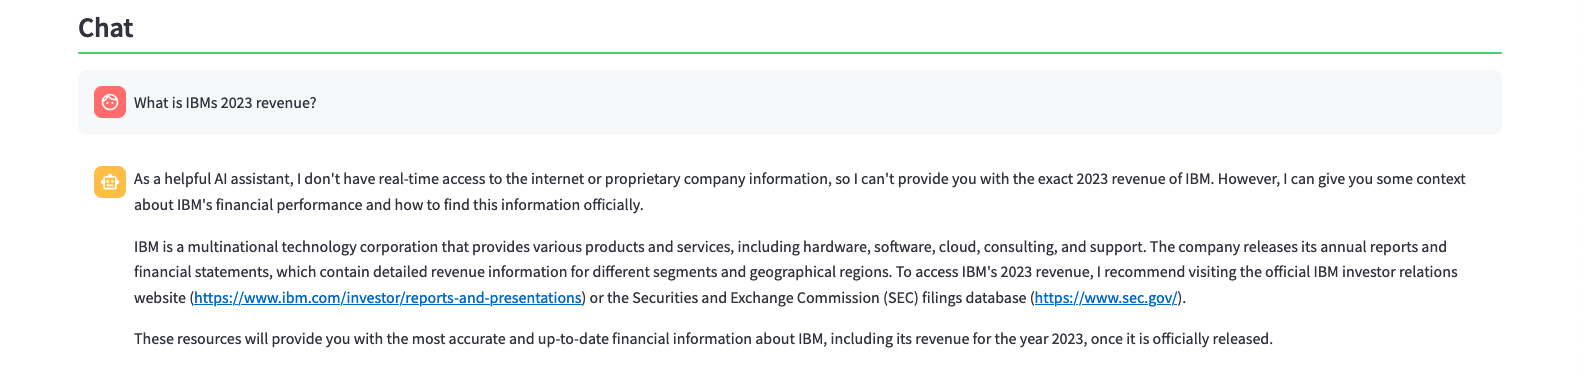 Chat
What is IBMs 2023 revenue?
As a helpful AI assistant, I don't have real-time access to the internet or proprietary company information, so I can't provide you with the exact 2023 revenue of IBM. However, I can give you some context
about IBM's financial performance and how to find this information officially.
IBM is a multinational technology corporation that provides various products and services, including hardware, software, cloud, consulting, and support. The company releases its annual reports and
financial statements, which contain detailed revenue information for different segments and geographical regions. To access IBM's 2023 revenue, I recommend visiting the official IBM investor relations
website (https://www.ibm.com/investor/reports-and-presentations) or the Securities and Exchange Commission (SEC) filings database (https://www.sec.gov/).
These resources will provide you with the most accurate and up-to-date financial information about IBM, including its revenue for the year 2023, once it is officially released.